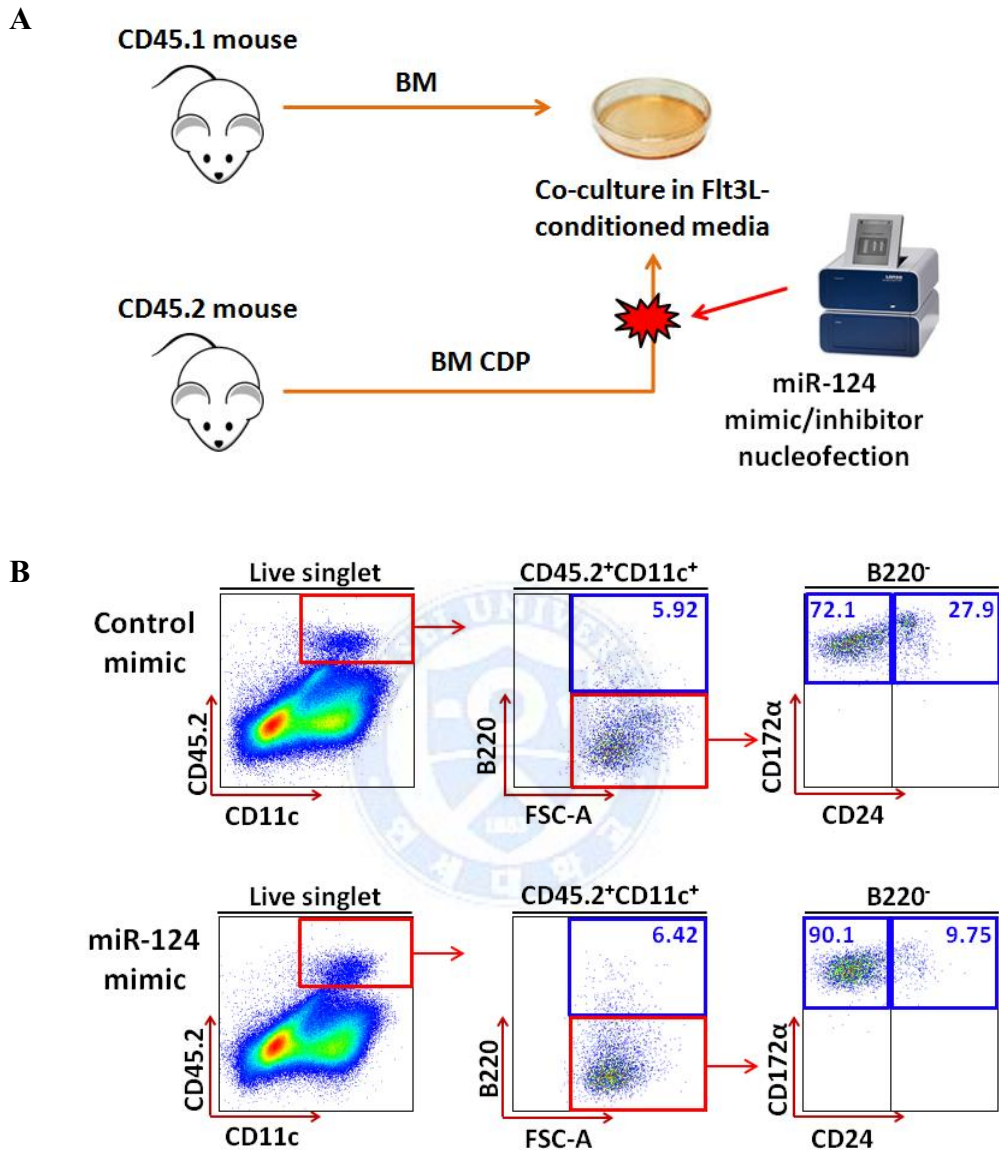 A
CD45.1 mouse
BM
Co-culture in Flt3L-
conditioned media
CD45.2 mouse
BM CDP
miR-124
mimic/inhibitor
nucleofection
B
Control
mimic
Live singlet
CD45.2
CD11c
CD45.2⁺CD11c⁺
5.92
B220
FSC-A
B220⁻
72.1
27.9
CD172α
CD24
miR-124
mimic
Live singlet
CD45.2
CD11c
CD45.2⁺CD11c⁺
6.42
B220
FSC-A
B220⁻
90.1
9.75
CD172α
CD24